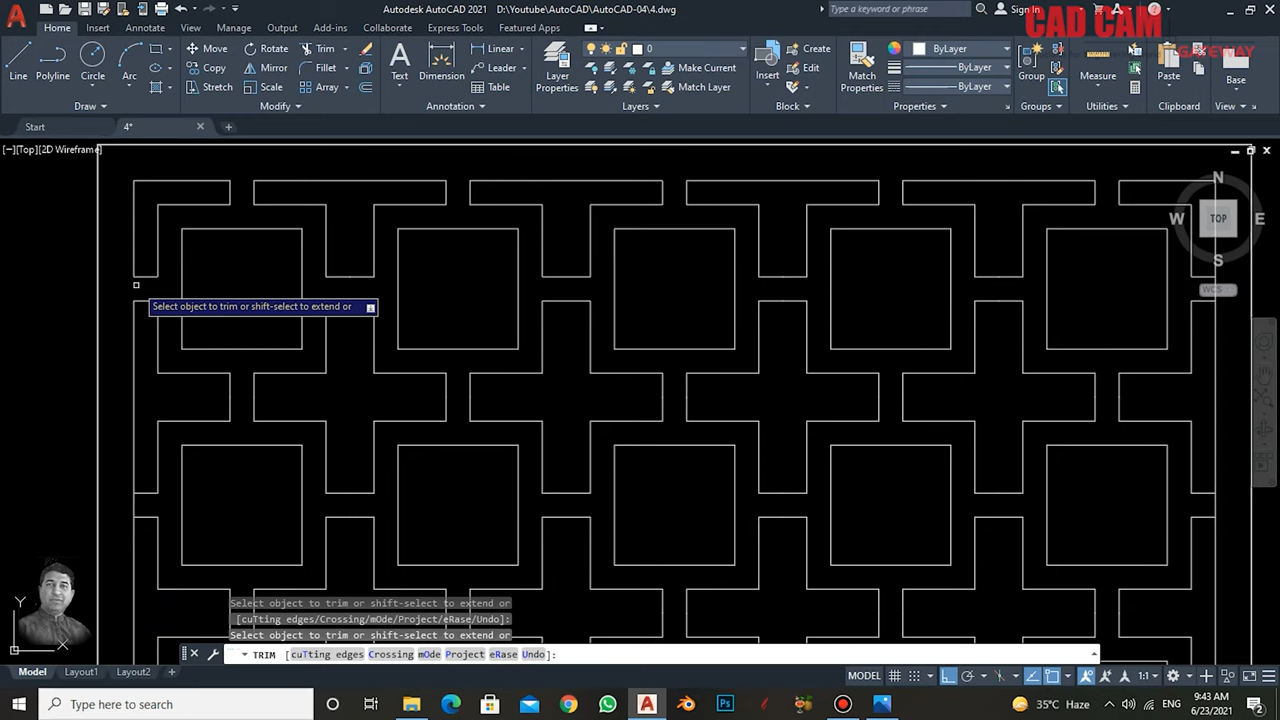 Autodesk AutoCAD 2021 D:\Youtube\AutoCAD\AutoCAD-04\4.dwg
Type a keyword or phrase
Sign In
CAD CAM
GATEWAY
Home Insert Annotate View Manage Output Add-ins Collaborate Express Tools Featured Apps
Line Polyline Circle Arc
Move Rotate Trim
Copy Mirror Fillet
Stretch Scale Array
Text Dimension
Linear
Leader
Table
Layer Properties
0
Make Current
Match Layer
Insert
Create
Edit
Match Properties
ByLayer
ByLayer
ByLayer
Group Measure Paste Base
Draw Modify Annotation Layers Block Properties Groups Utilities Clipboard View
Start 4*
[−][Top][2D Wireframe]
N
W TOP E
S
WCS
Select object to trim or shift-select to extend or
Select object to trim or shift-select to extend or
[cuTting edges/Crossing/mOde/Project/eRase/Undo]:
Select object to trim or shift-select to extend or
TRIM [cuTting edges Crossing mOde Project eRase Undo]:
Y
X
Model Layout1 Layout2
MODEL 1:1
Type here to search
35°C Haze
ENG
9:43 AM
6/23/2021